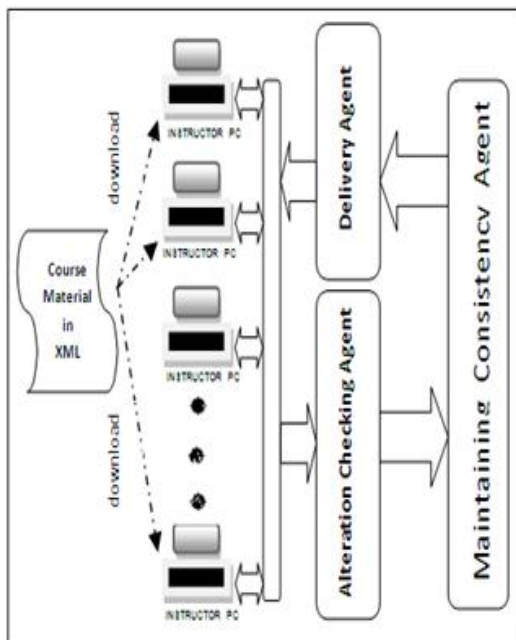 download
INSTRUCTOR PC
INSTRUCTOR PC
Course
Material
in
XML
INSTRUCTOR PC
download
INSTRUCTOR PC
Delivery Agent
Alteration Checking Agent
Maintaining Consistency Agent